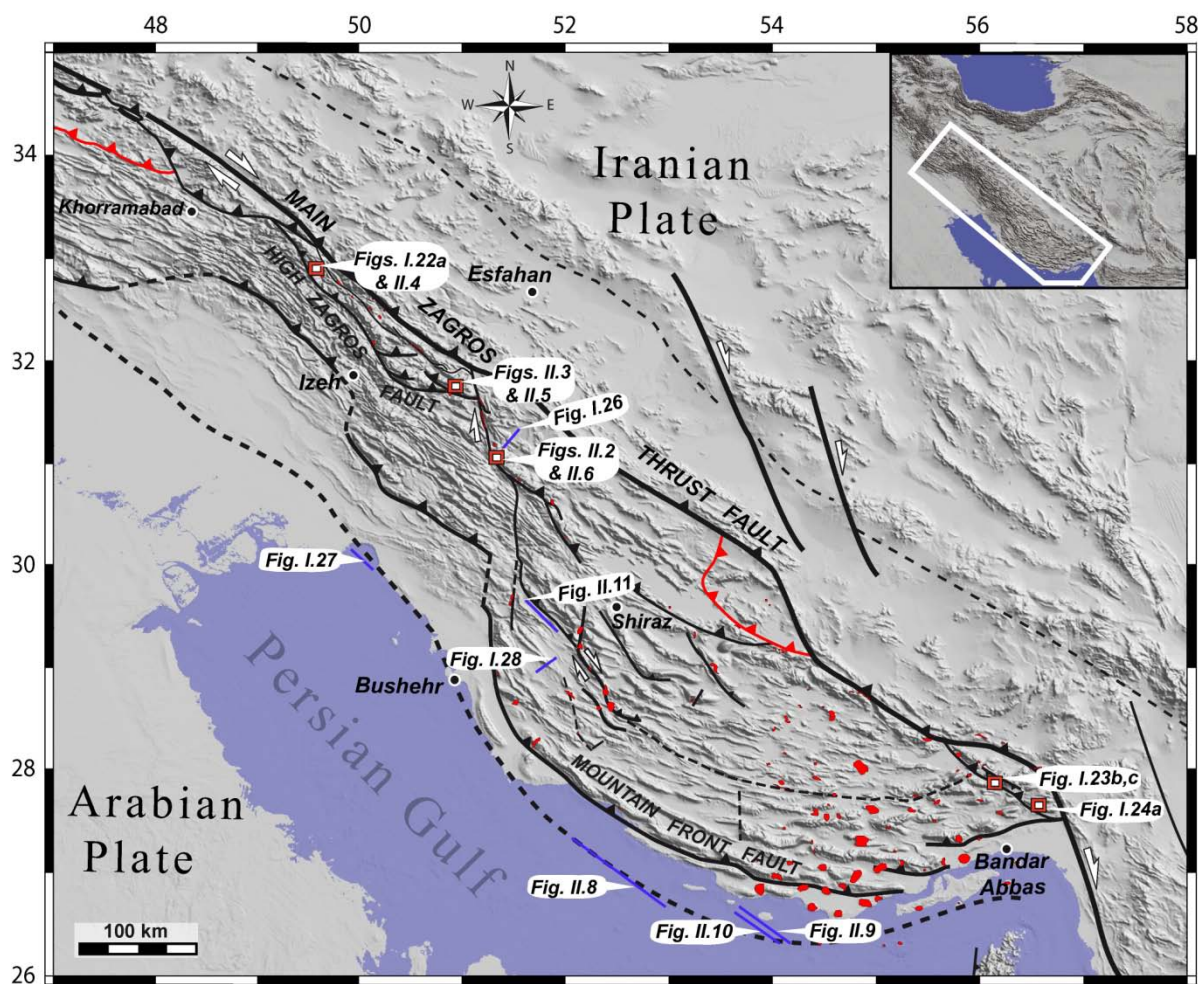 48 50 52 54 56 58
34
32
30
28
26
N
W E
S
Iranian
Plate
Khorramabad
MAIN
ZAGROS
THRUST
FAULT
HIGH ZAGROS
FAULT
Figs. I.22a
& II.4
Esfahan
Izeh
Figs. II.3
& II.5
Fig. I.26
Figs. II.2
& II.6
Fig. I.27
Fig. II.11
Shiraz
Fig. I.28
Bushehr
Persian Gulf
MOUNTAIN FRONT FAULT
Arabian
Plate
Fig. I.23b,c
Fig. I.24a
Bandar
Abbas
Fig. II.8
Fig. II.10
Fig. II.9
100 km